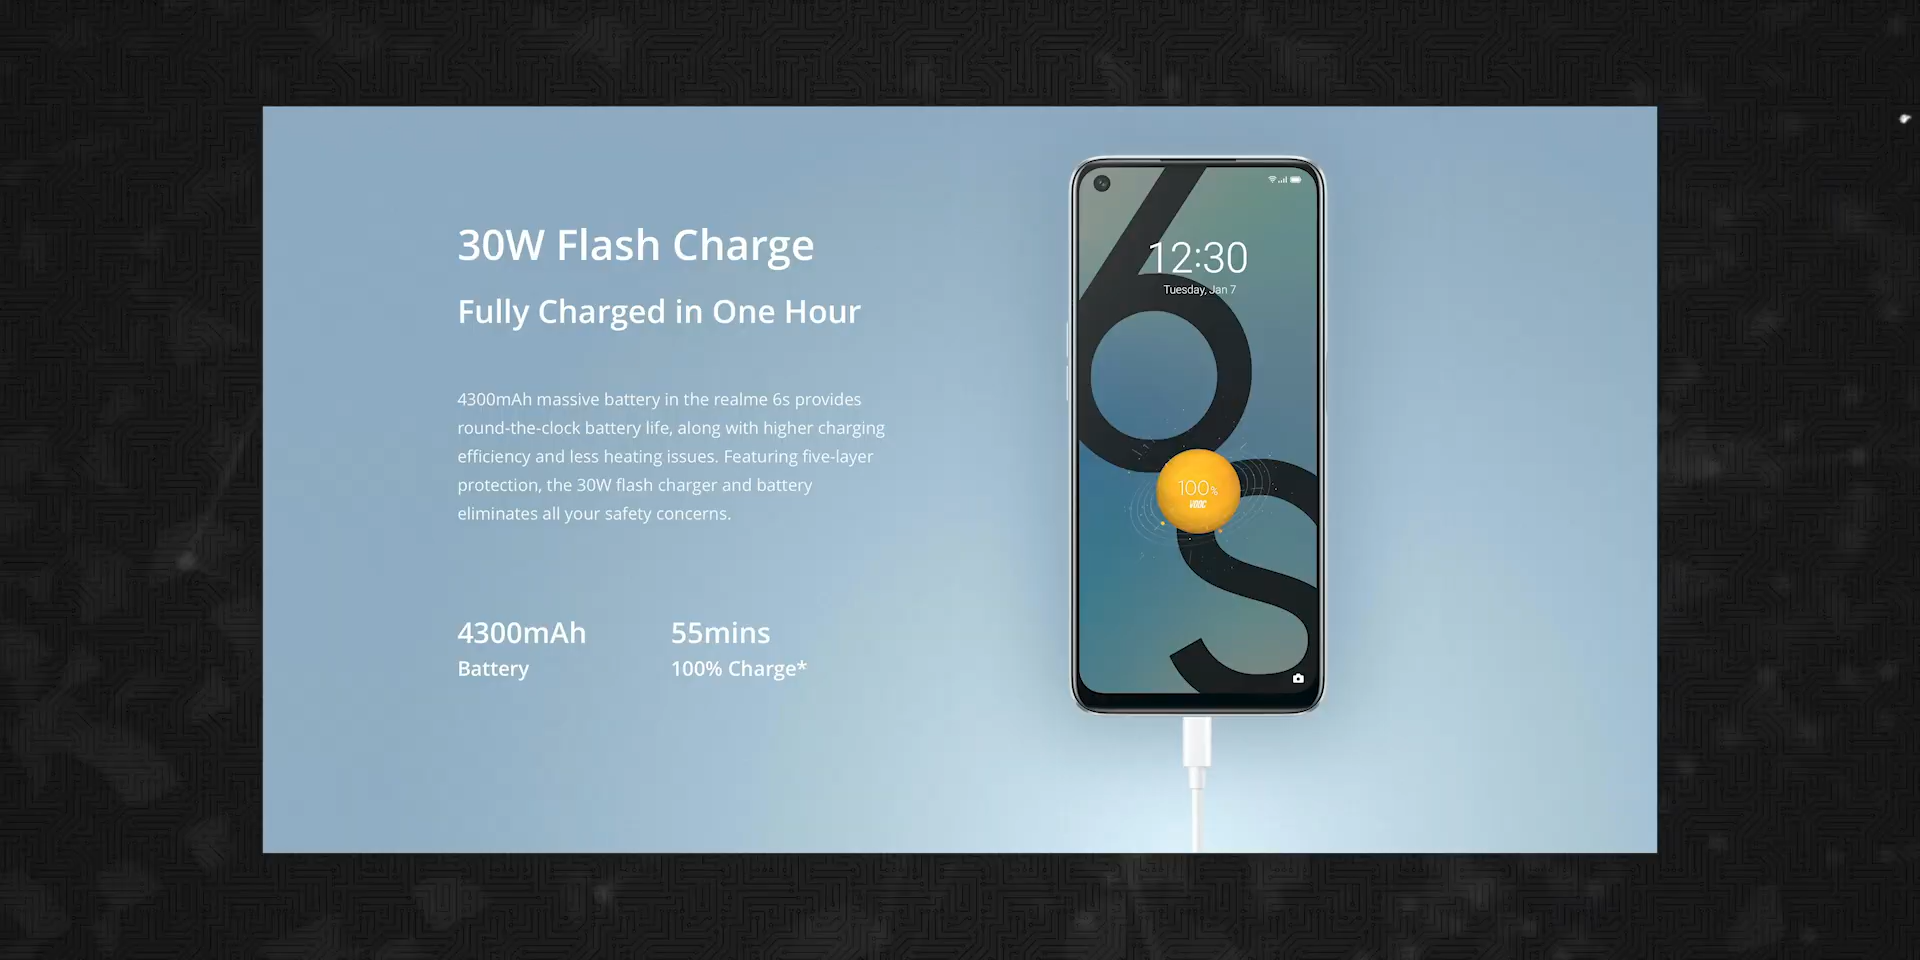 30W Flash Charge
Fully Charged in One Hour
4300mAh massive battery in the realme 6s provides
round-the-clock battery life, along with higher charging
efficiency and less heating issues. Featuring five-layer
protection, the 30W flash charger and battery
eliminates all your safety concerns.
4300mAh
Battery
55mins
100% Charge*
12:30
Tuesday, Jan 7
100%
VOOC
6s